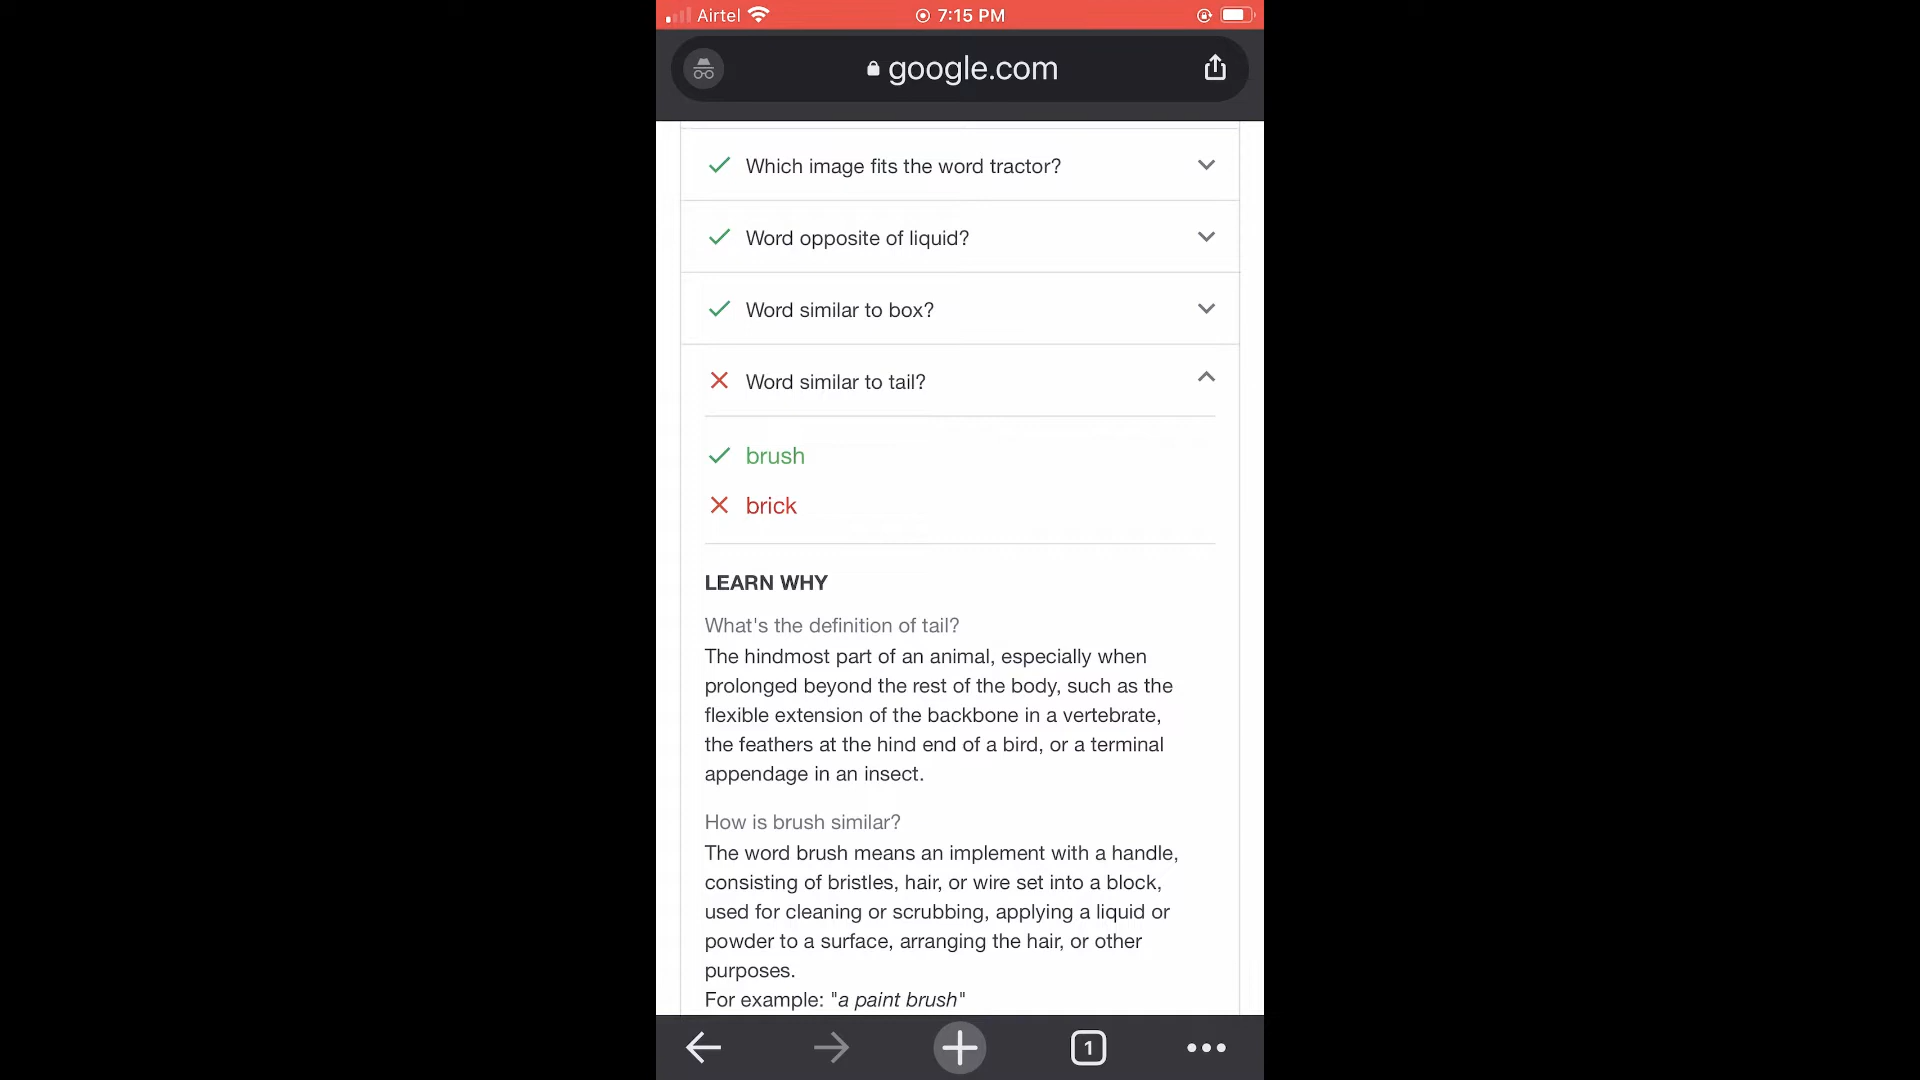 Airtel
7:15 PM
google.com
Which image fits the word tractor?
Word opposite of liquid?
Word similar to box?
Word similar to tail?
brush
brick
LEARN WHY
What's the definition of tail?
The hindmost part of an animal, especially when
prolonged beyond the rest of the body, such as the
flexible extension of the backbone in a vertebrate,
the feathers at the hind end of a bird, or a terminal
appendage in an insect.
How is brush similar?
The word brush means an implement with a handle,
consisting of bristles, hair, or wire set into a block,
used for cleaning or scrubbing, applying a liquid or
powder to a surface, arranging the hair, or other
purposes.
For example: "a paint brush"
1